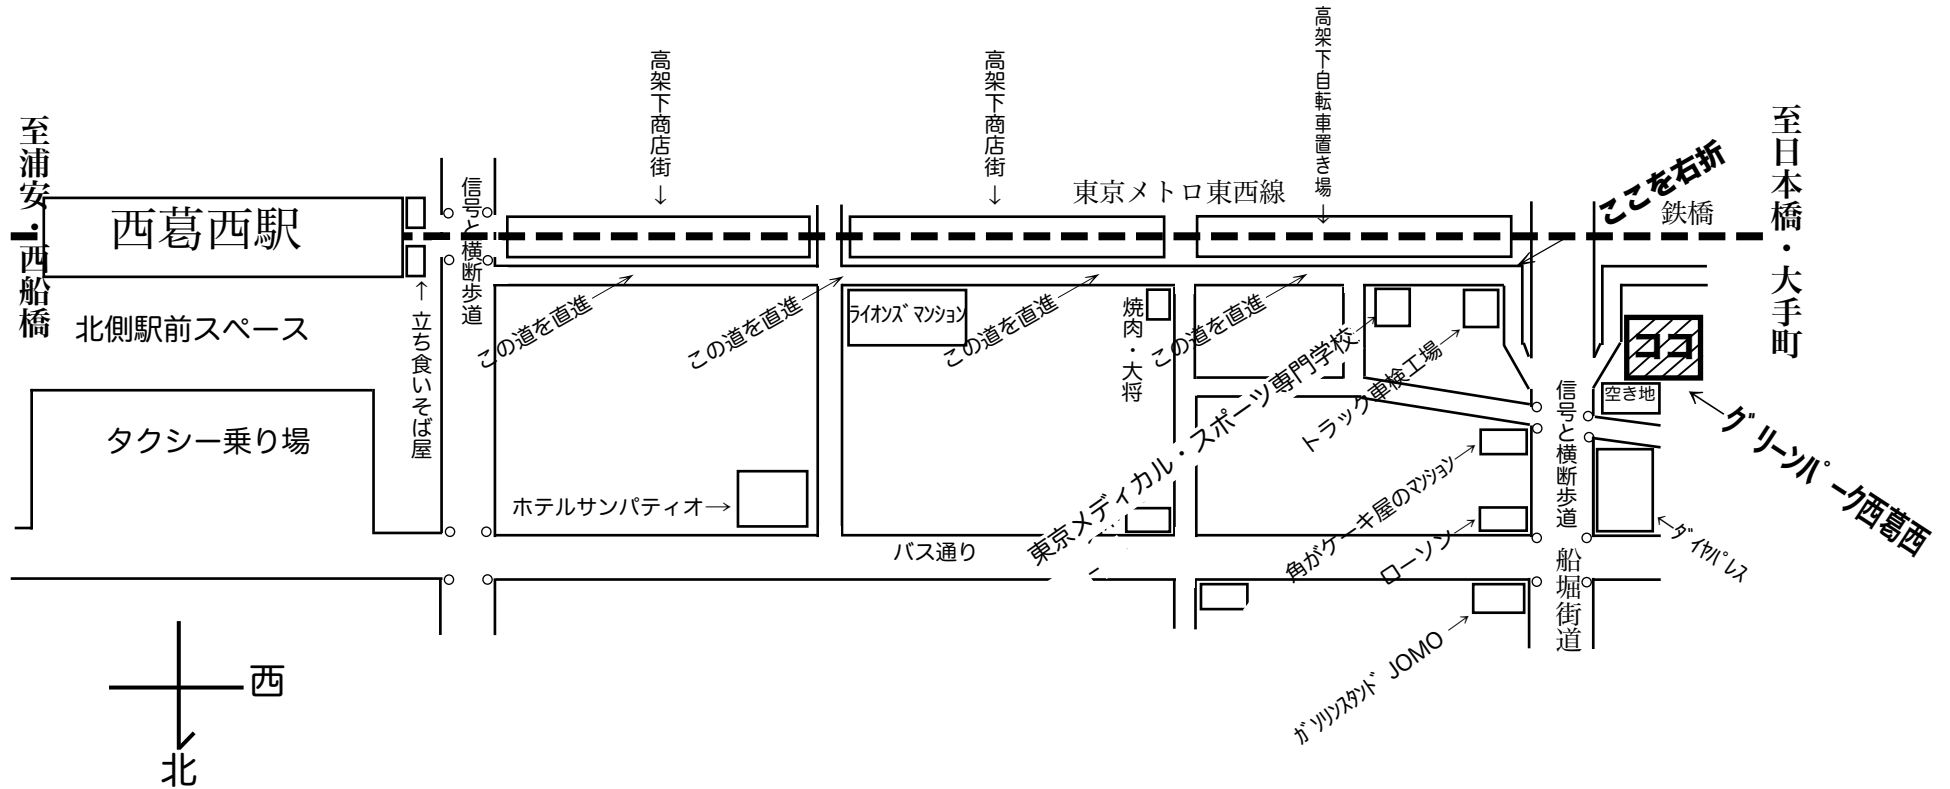 高架下自転車置き場→
高架下商店街→
高架下商店街→
至浦安・西船橋
至日本橋・大手町
ここを右折
鉄橋
東京メトロ東西線
西葛西駅
信号と横断歩道
北側駅前スペース
←立ち食いそば屋
この道を直進
この道を直進
この道を直進
この道を直進
ライオンズマンション
焼肉・大将
ココ
空き地
グリーンパーク西葛西
東京メディカル・スポーツ専門学校
トラック車検工場
信号と横断歩道
タクシー乗り場
ホテルサンパティオ→
角がケーキ屋のマンション
ローソン
ダイヤパレス
バス通り
船堀街道
ガソリンスタンド JOMO
西
北